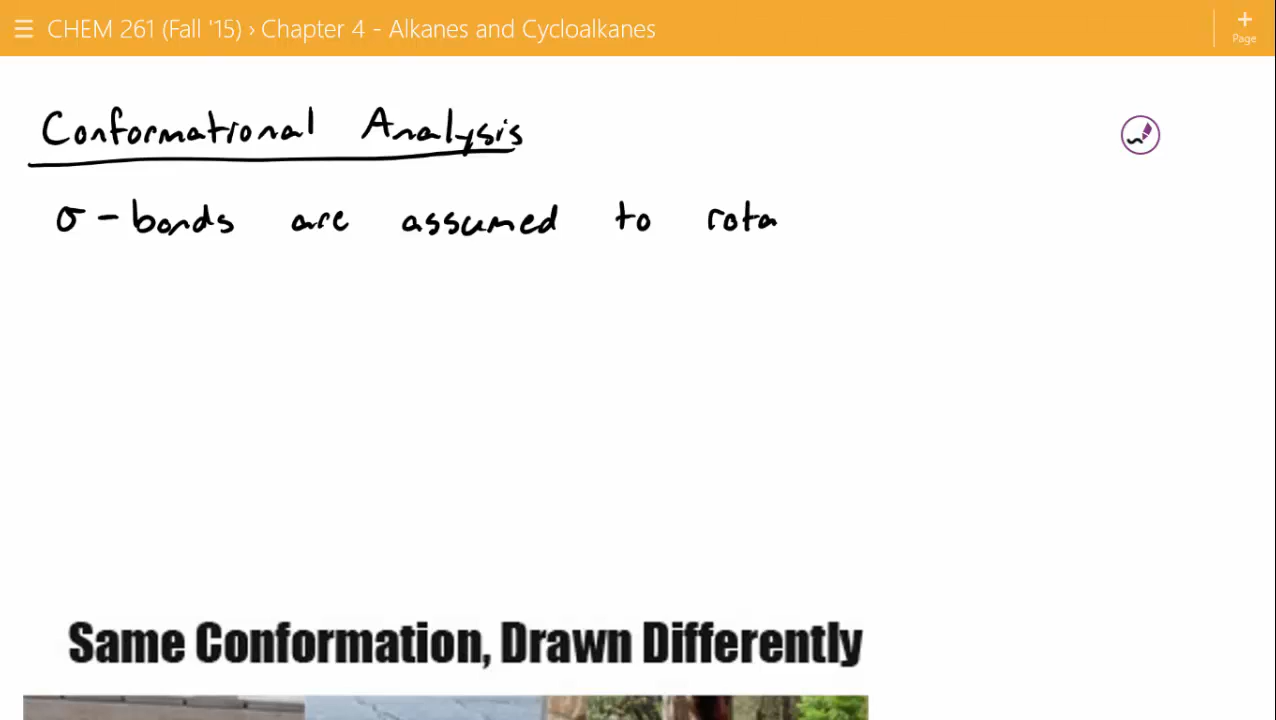 CHEM 261 (Fall '15) › Chapter 4 - Alkanes and Cycloalkanes
Page
Conformational Analysis
σ-bonds are assumed to rota
Same Conformation, Drawn Differently